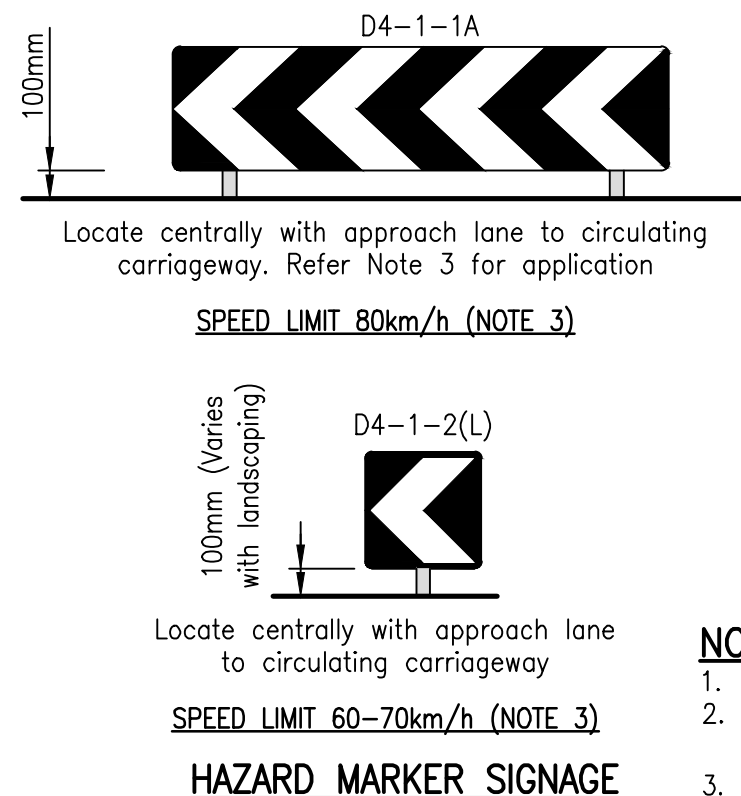 D4-1-1A
100mm
Locate centrally with approach lane to circulating
carriageway. Refer Note 3 for application
SPEED LIMIT 80km/h (NOTE 3)
D4-1-2(L)
100mm (Varies
with landscaping)
Locate centrally with approach lane
to circulating carriageway
SPEED LIMIT 60-70km/h (NOTE 3)
HAZARD MARKER SIGNAGE
NO
1.
2.
3.